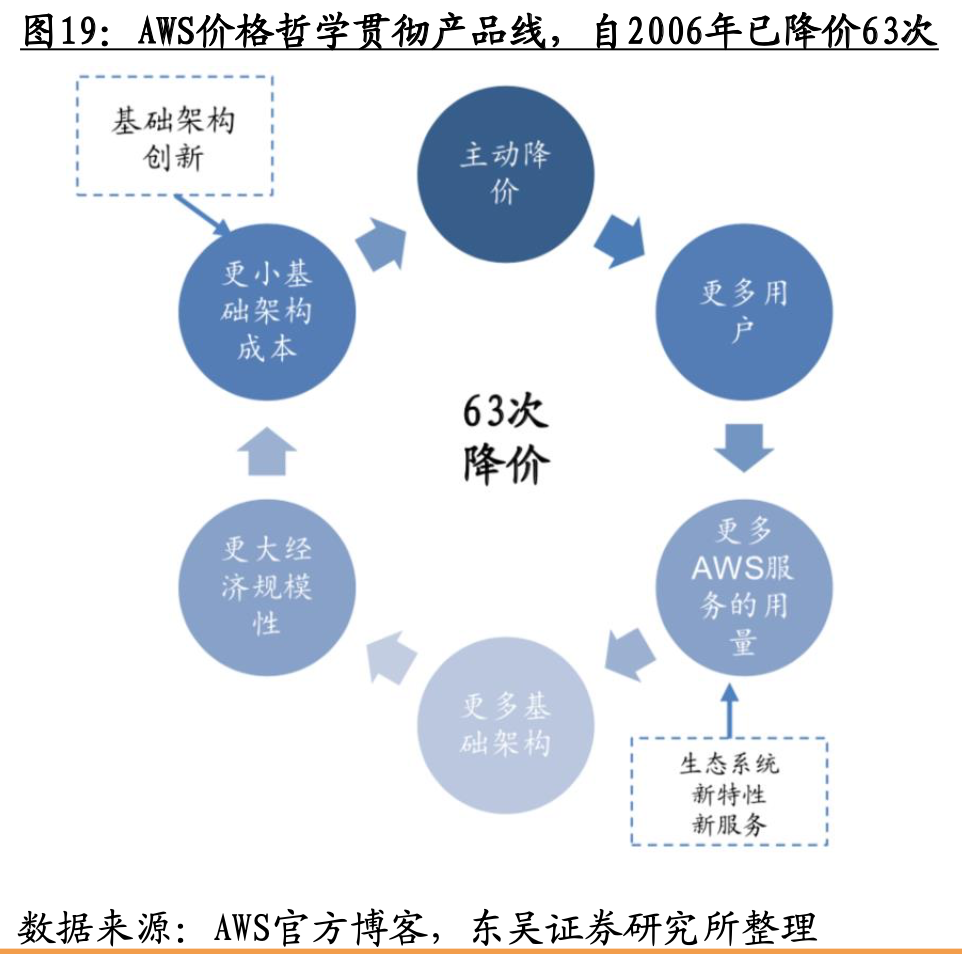 图19：AWS价格哲学贯彻产品线，自2006年已降价63次
基础架构
创新
主动降
价
更小基
础架构
成本
更多用
户
63次
降价
更大经
济规模
性
更多
AWS服
务的用
量
更多基
础架构
生态系统
新特性
新服务
数据来源：AWS官方博客，东吴证券研究所整理